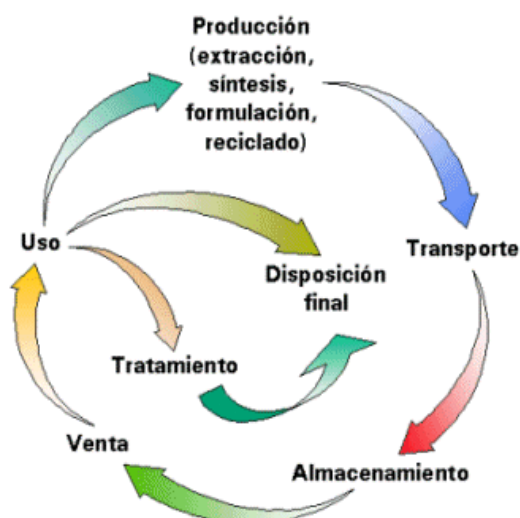 Producción
(extracción,
síntesis,
formulación,
reciclado)
Uso
Transporte
Disposición
final
Tratamiento
Venta
Almacenamiento